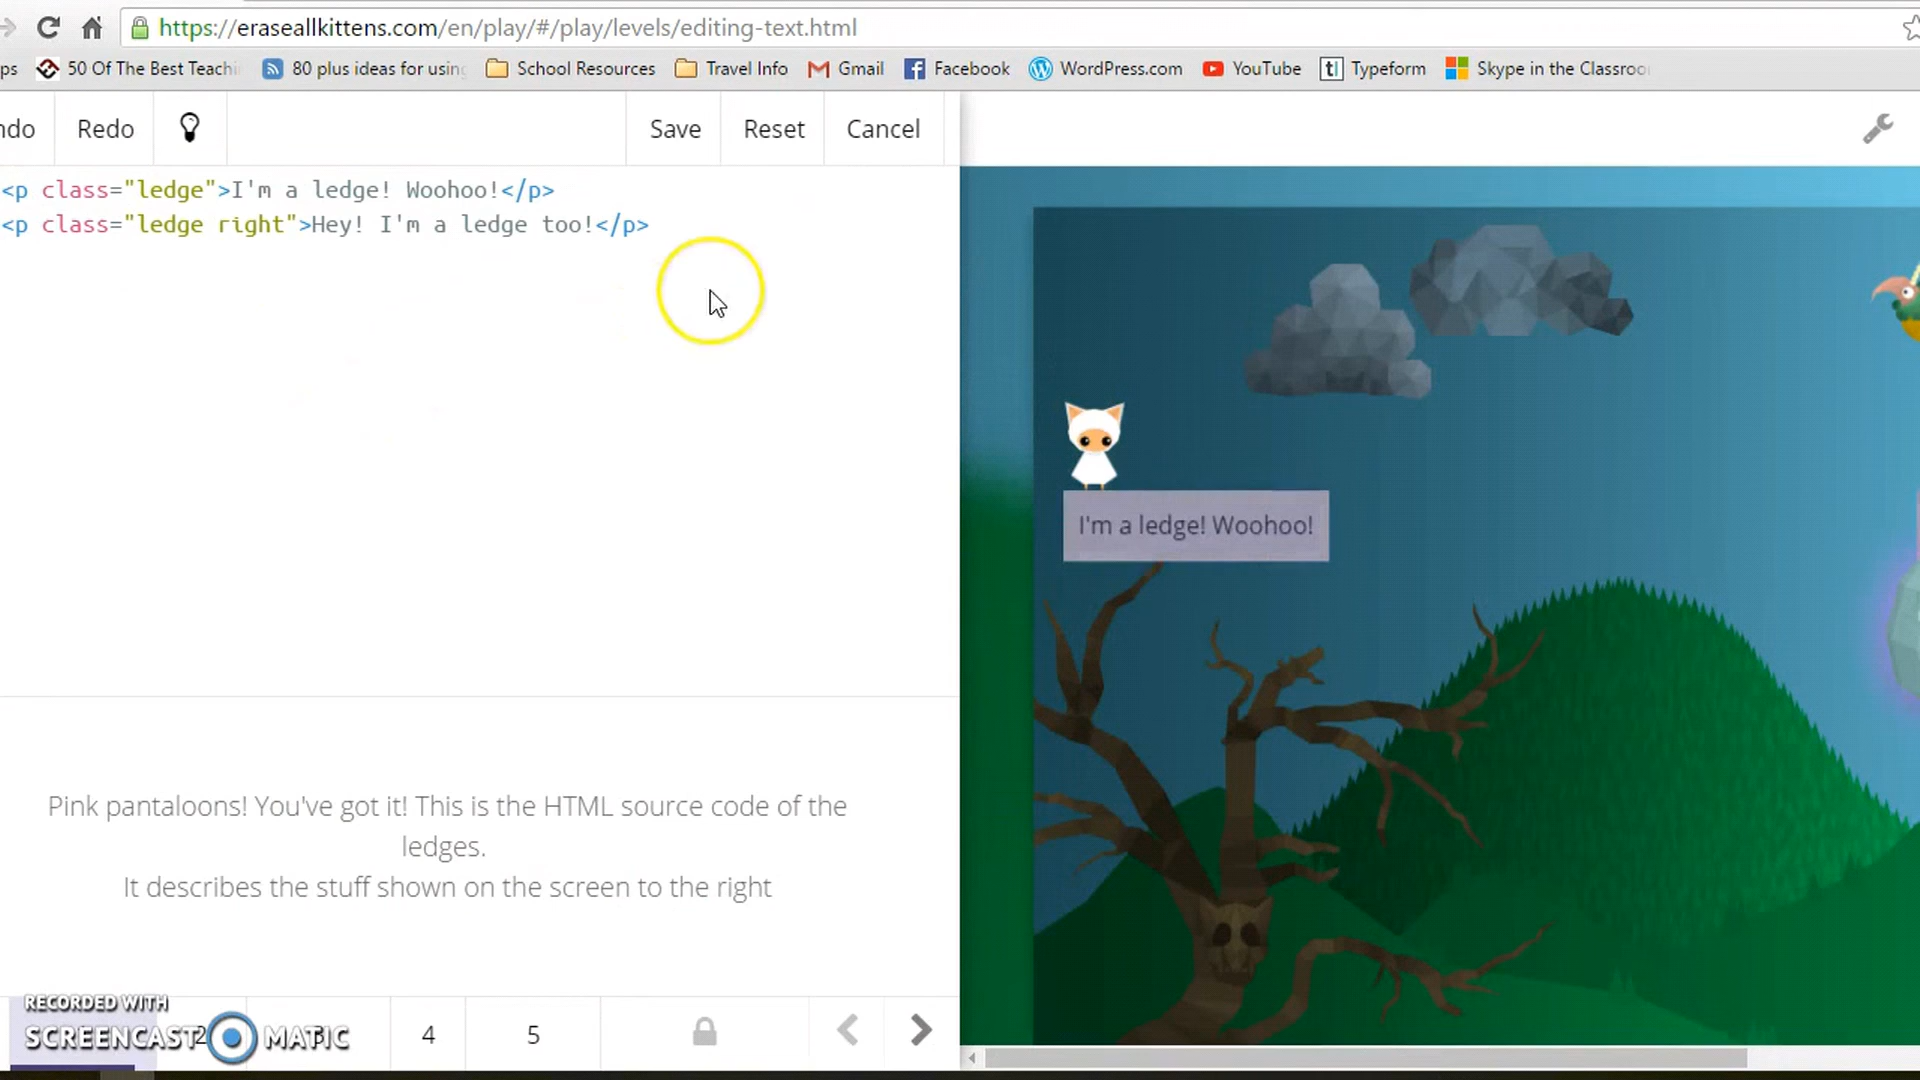 https://eraseallkittens.com/en/play/#/play/levels/editing-text.html
ps 50 Of The Best Teachi 80 plus ideas for using School Resources Travel Info Gmail Facebook WordPress.com YouTube Typeform Skype in the Classroo
ndo Redo Save Reset Cancel
<p class="ledge">I'm a ledge! Woohoo!</p>
<p class="ledge right">Hey! I'm a ledge too!</p>
I'm a ledge! Woohoo!
Pink pantaloons! You've got it! This is the HTML source code of the
ledges.
It describes the stuff shown on the screen to the right
RECORDED WITH
SCREENCAST MATIC
2 3 4 5